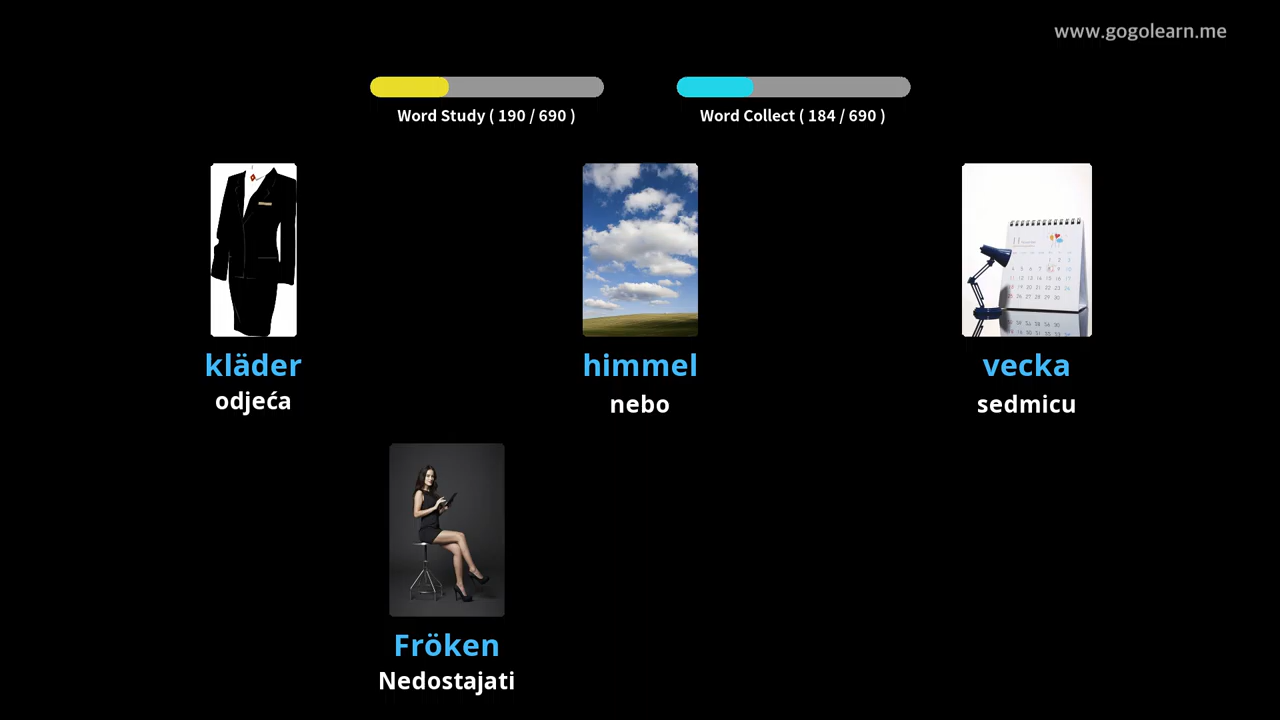 www.gogolearn.me
Word Study ( 190 / 690 )
Word Collect ( 184 / 690 )
kläder
himmel
vecka
odjeća
nebo
sedmicu
Fröken
Nedostajati